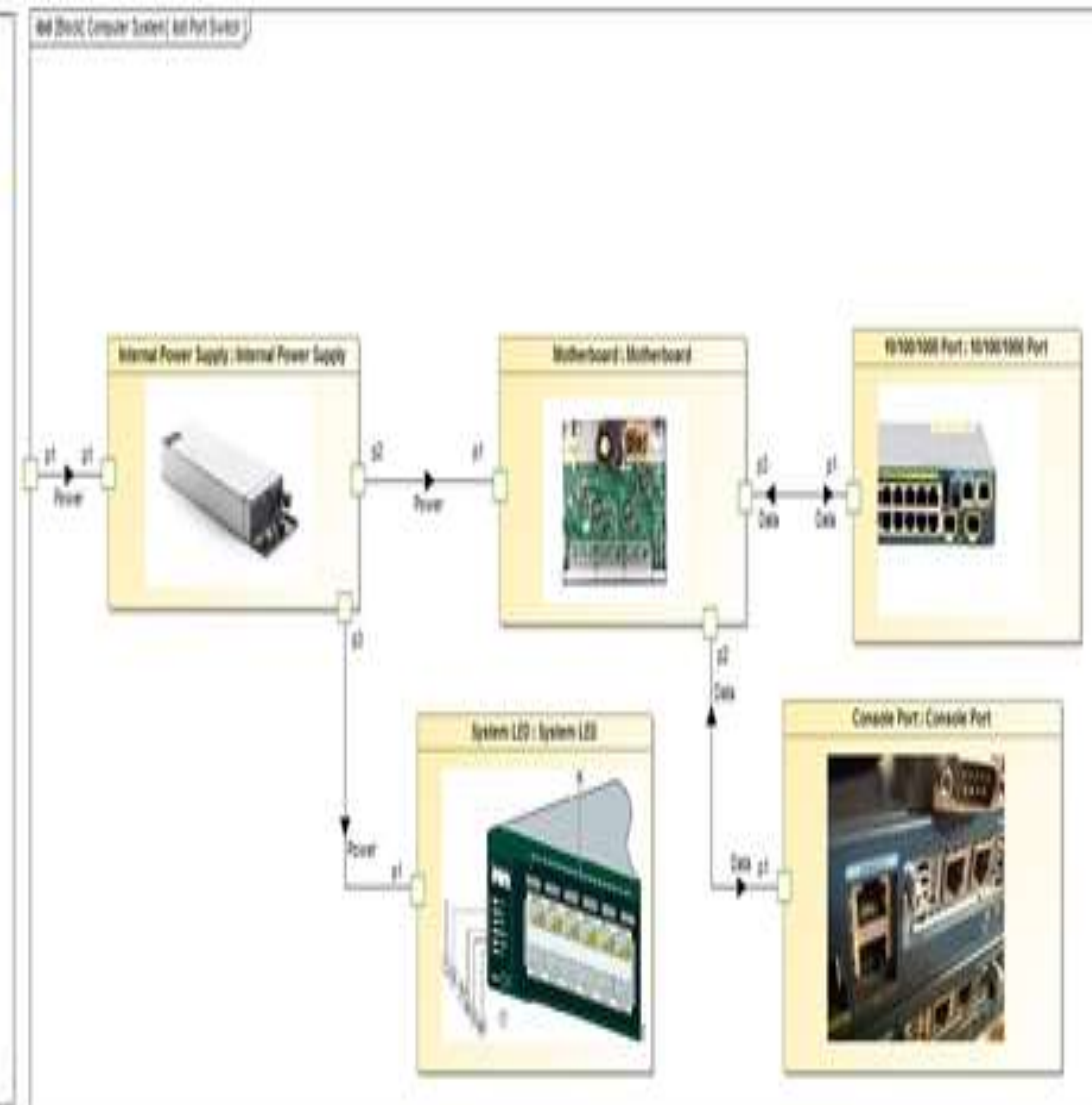 [Block] Computer System [ Port Switch ]
Internal Power Supply : Internal Power Supply
Motherboard : Motherboard
10/100/1000 Port : 10/100/1000 Port
p1 p1
Power
p2 p1
Power
p3 p1
Data Data
p3
p2
Data
Power
p1
System LED : System LED
Console Port : Console Port
Data p1